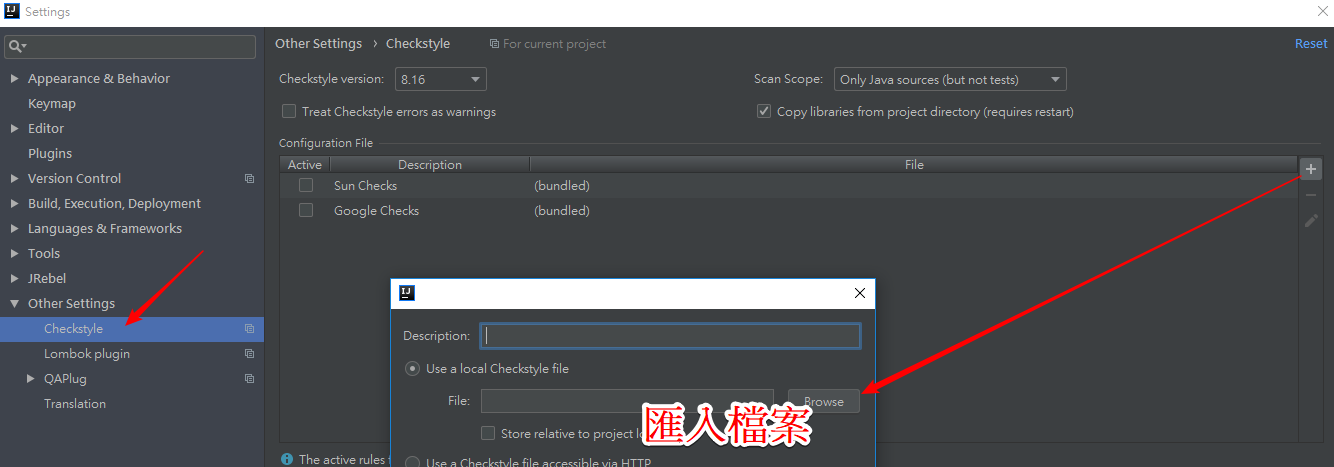 Settings
Other Settings › Checkstyle For current project Reset
Appearance & Behavior
Keymap
Editor
Plugins
Version Control
Build, Execution, Deployment
Languages & Frameworks
Tools
JRebel
Other Settings
Checkstyle
Lombok plugin
QAPlug
Translation
Checkstyle version: 8.16 Scan Scope: Only Java sources (but not tests)
Treat Checkstyle errors as warnings Copy libraries from project directory (requires restart)
Configuration File
Active Description File
Sun Checks (bundled)
Google Checks (bundled)
Description:
Use a local Checkstyle file
File: Browse
匯入檔案
Store relative to project
Use a Checkstyle file accessible via HTTP
The active rules